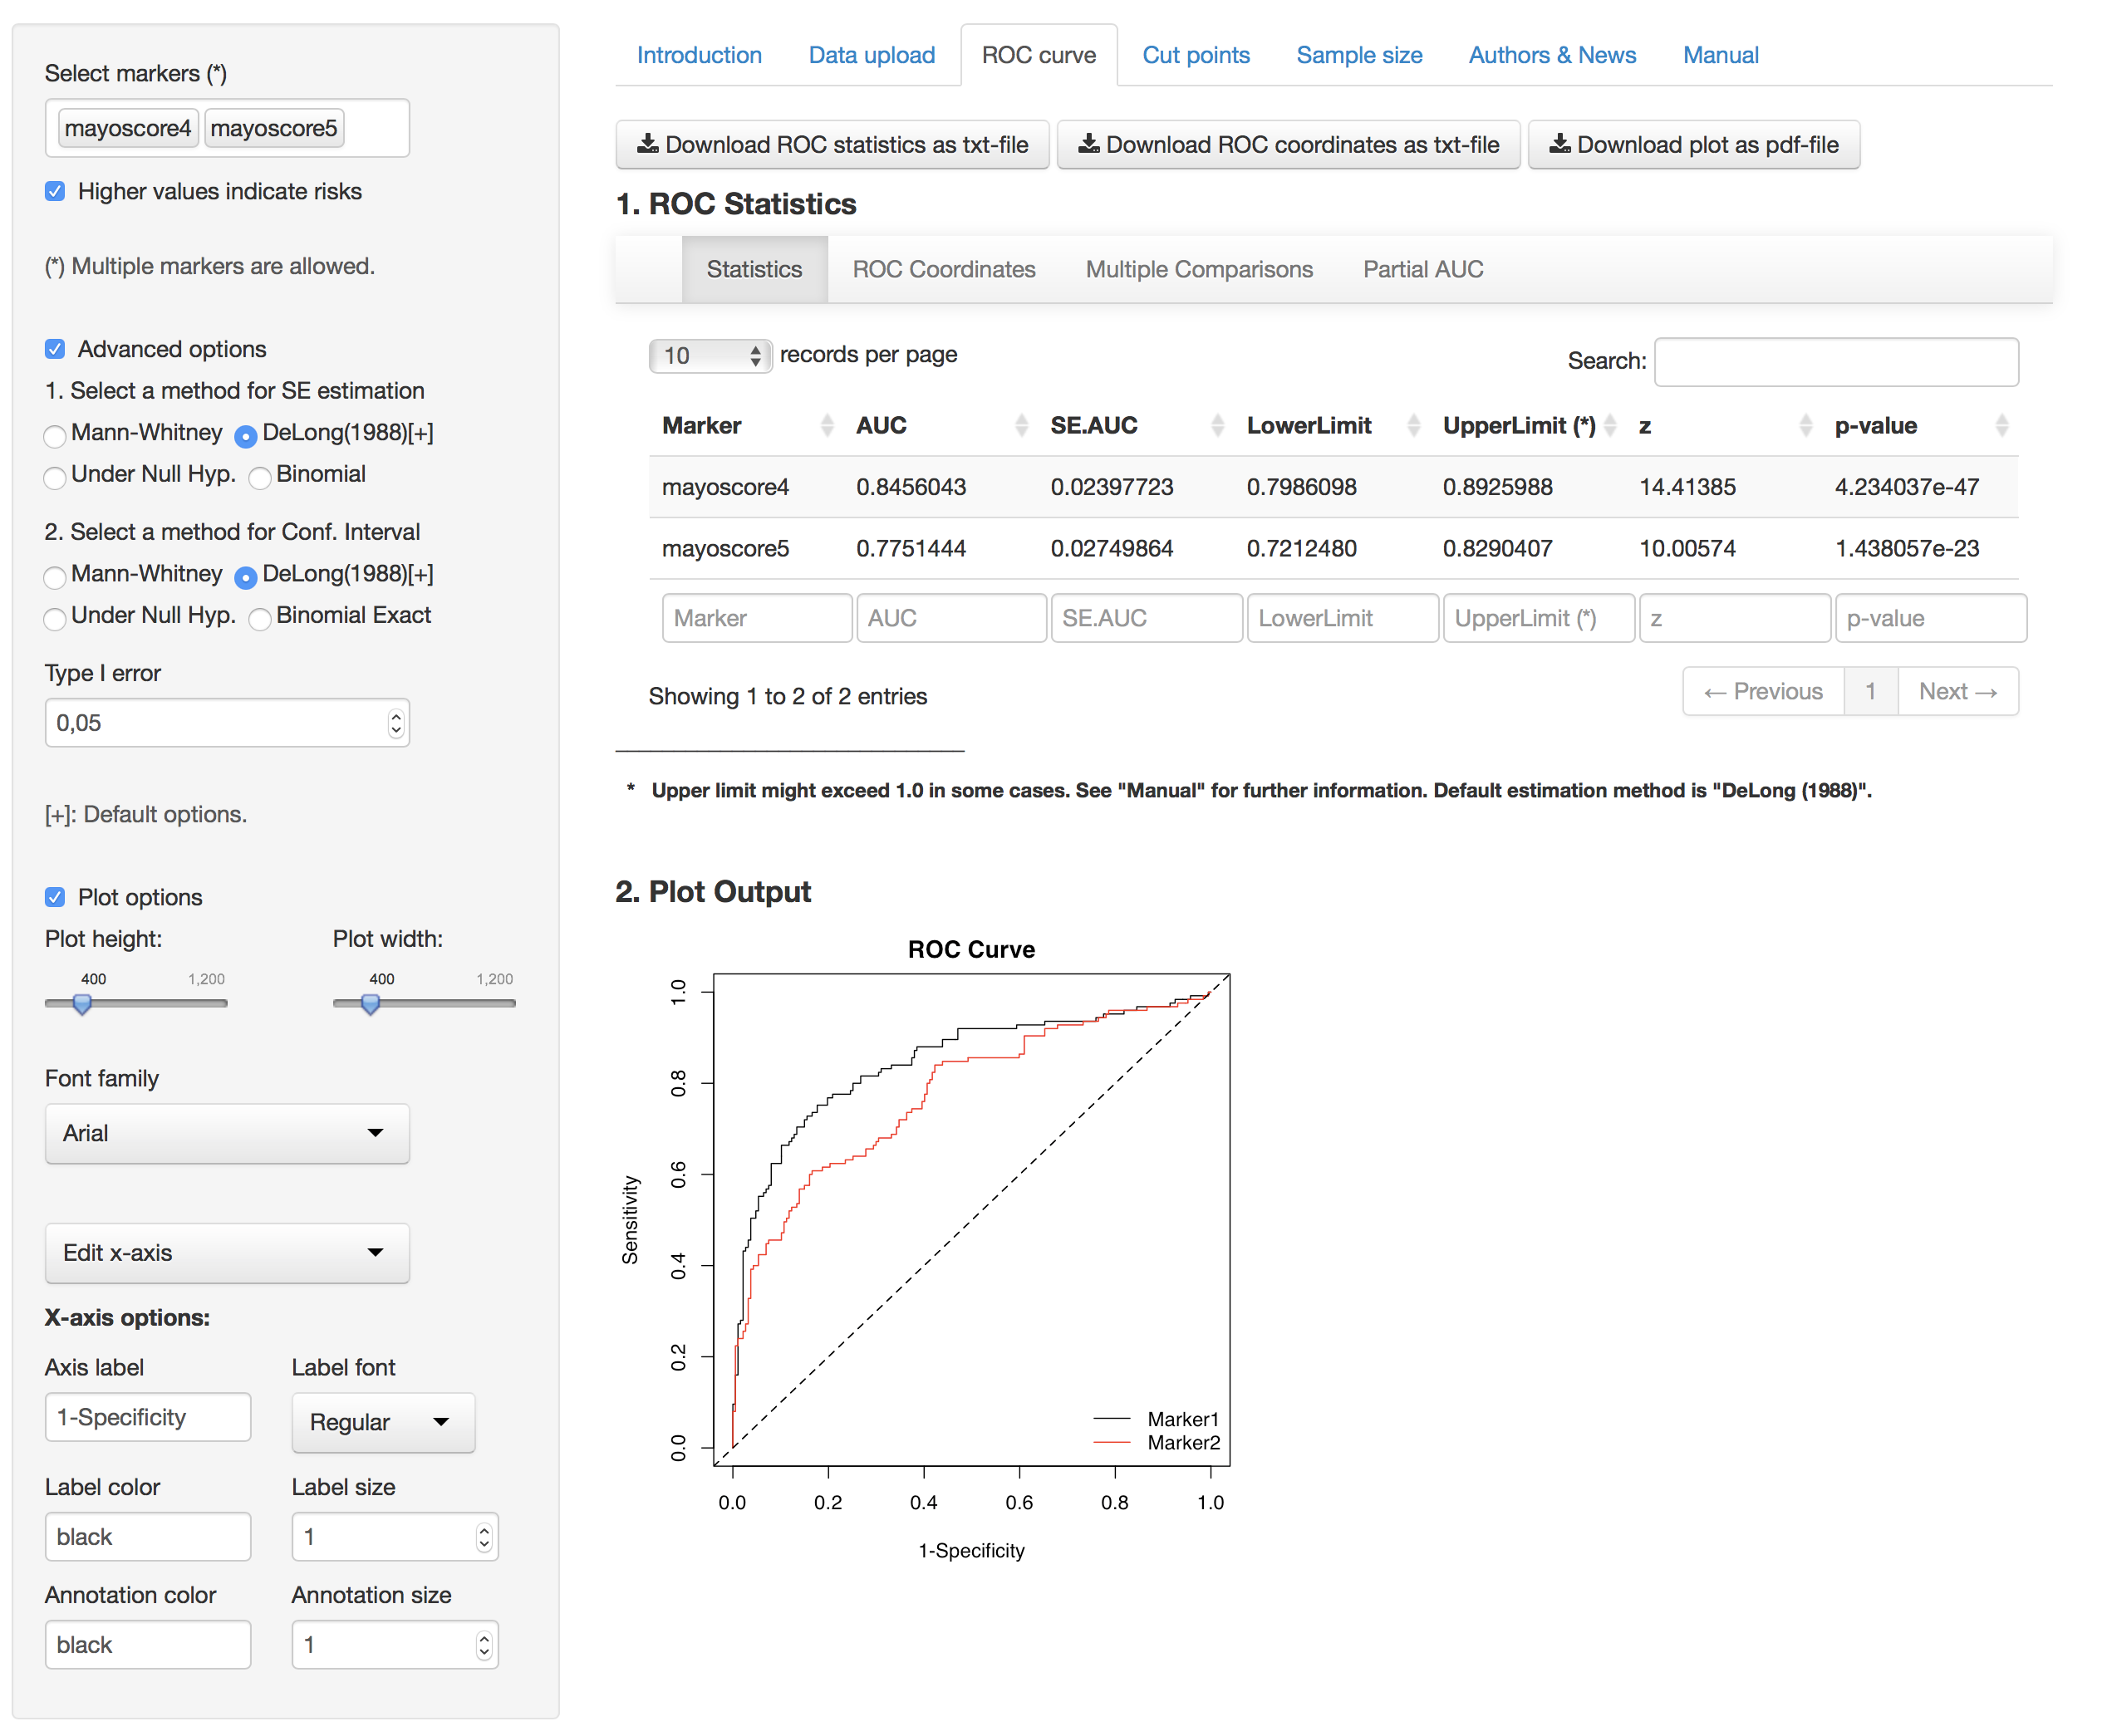 Select markers (*)
mayoscore4 mayoscore5
Higher values indicate risks
(*) Multiple markers are allowed.
Advanced options
1. Select a method for SE estimation
Mann-Whitney DeLong(1988)[+]
Under Null Hyp. Binomial
2. Select a method for Conf. Interval
Mann-Whitney DeLong(1988)[+]
Under Null Hyp. Binomial Exact
Type I error
0,05
[+]: Default options.
Plot options
Plot height: Plot width:
400 1,200 400 1,200
Font family
Arial
Edit x-axis
X-axis options:
Axis label Label font
1-Specificity Regular
Label color Label size
black 1
Annotation color Annotation size
black 1
Introduction Data upload ROC curve Cut points Sample size Authors & News Manual
Download ROC statistics as txt-file Download ROC coordinates as txt-file Download plot as pdf-file
1. ROC Statistics
Statistics ROC Coordinates Multiple Comparisons Partial AUC
10 records per page Search:
Marker AUC SE.AUC LowerLimit UpperLimit (*) z p-value
mayoscore4 0.8456043 0.02397723 0.7986098 0.8925988 14.41385 4.234037e-47
mayoscore5 0.7751444 0.02749864 0.7212480 0.8290407 10.00574 1.438057e-23
Marker AUC SE.AUC LowerLimit UpperLimit (*) z p-value
Showing 1 to 2 of 2 entries ← Previous 1 Next →
* Upper limit might exceed 1.0 in some cases. See "Manual" for further information. Default estimation method is "DeLong (1988)".
2. Plot Output
ROC Curve
Sensitivity
1.0
0.8
0.6
0.4
0.2
0.0
Marker1
Marker2
0.0 0.2 0.4 0.6 0.8 1.0
1-Specificity